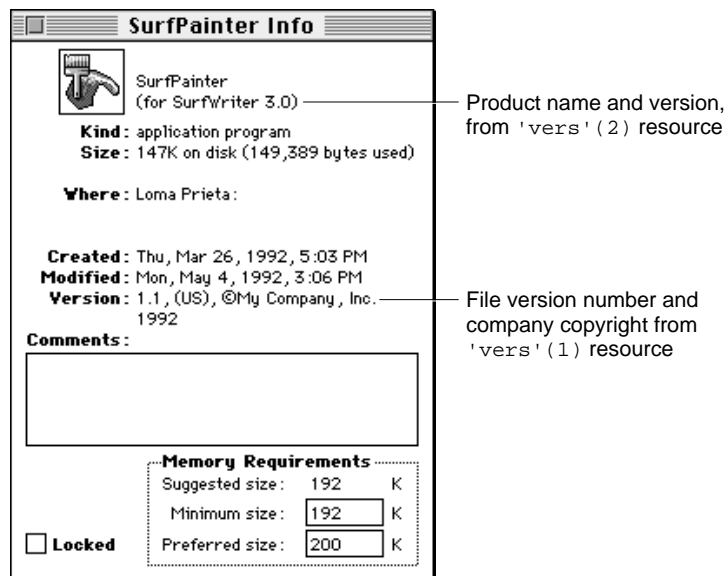 SurfPainter Info
SurfPainter
(for SurfWriter 3.0)
Kind: application program
Size: 147K on disk (149,389 bytes used)
Where: Loma Prieta:
Created: Thu, Mar 26, 1992, 5:03 PM
Modified: Mon, May 4, 1992, 3:06 PM
Version: 1.1, (US), ©My Company, Inc.
1992
Comments:
Memory Requirements
Suggested size: 192 K
Minimum size: 192 K
Preferred size: 200 K
Locked
Product name and version,
from 'vers'(2) resource
File version number and
company copyright from
'vers'(1) resource